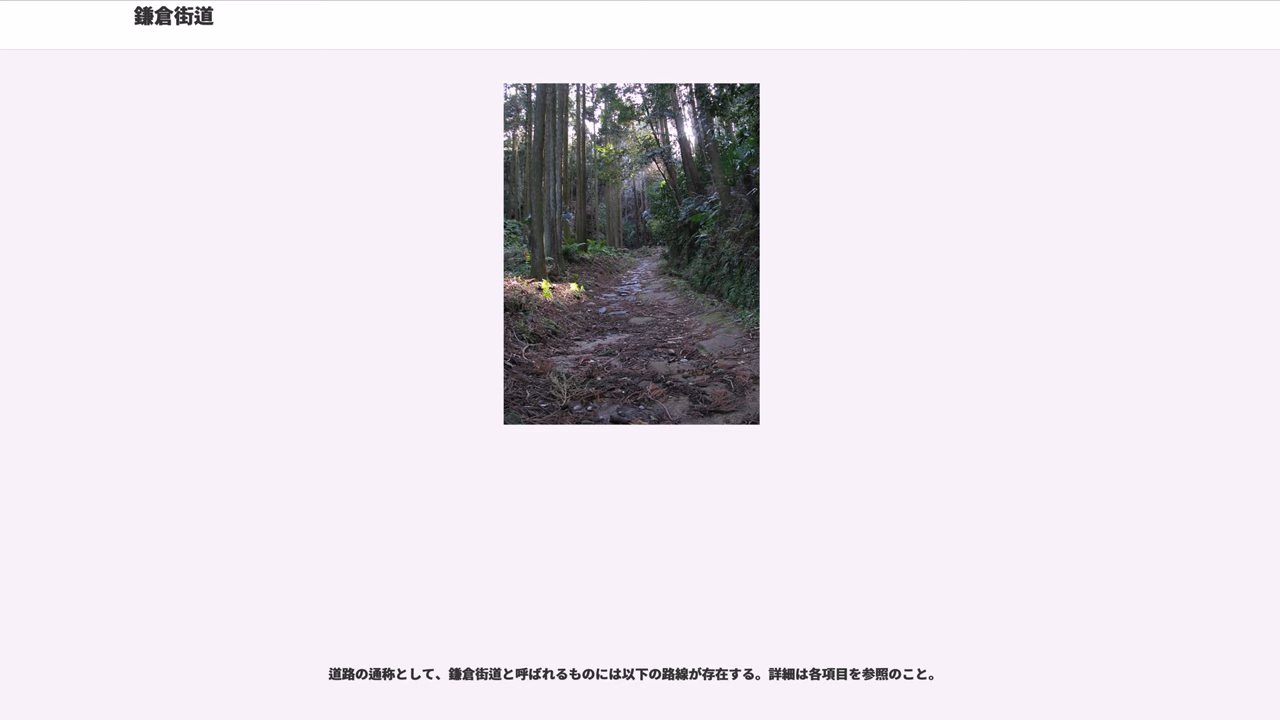 鎌倉街道
道路の通称として、鎌倉街道と呼ばれるものには以下の路線が存在する。詳細は各項目を参照のこと。